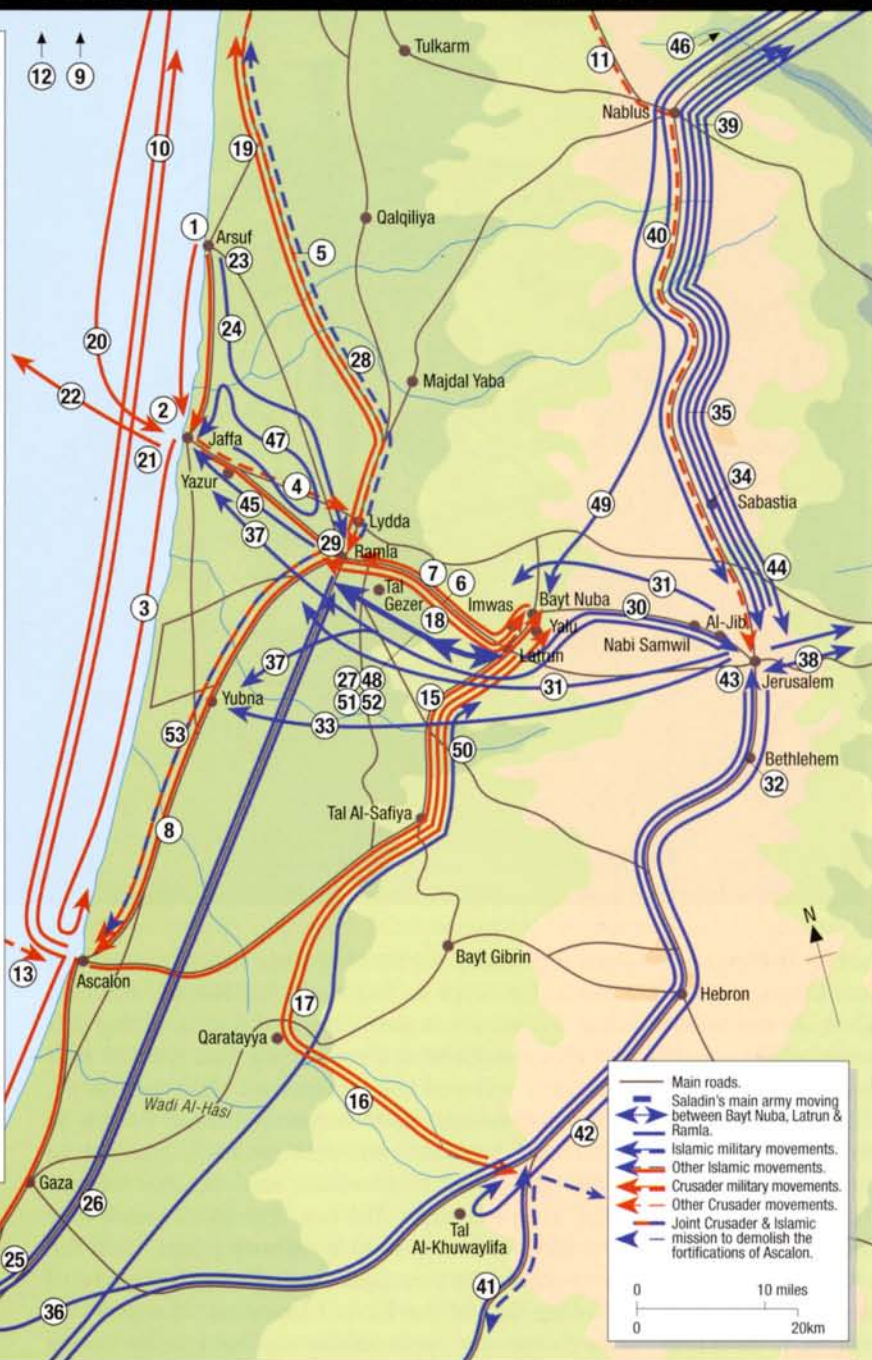 12 9
46
11
Tulkarm
Nablus
39
10
19
Qalqiliya
1
Arsuf
23
5
40
24
20
28
22
Majdal Yaba
35
2
Jaffa
47
21
34
Yazur
4
Sabastia
45
49
37
Lydda
29
Ramla
7
44
6
31
3
Tal
Gezer
Imwas
Bayt Nuba
30
Al-Jib
18
Yalu
Nabi Samwil
Latrun
38
37
27 48
43
31
Jerusalem
51 52
15
Yubna
33
53
50
Bethlehem
32
Tal Al-Safiya
8
N
Bayt Gibrin
13
Ascalon
Hebron
17
Qaratayya
Wadi Al-Hasi
16
42
Gaza
26
Tal
Al-Khuwaylifa
25
41
36
Main roads.
Saladin's main army moving
between Bayt Nuba, Latrun &
Ramla.
Islamic military movements.
Other Islamic movements.
Crusader military movements.
Other Crusader movements.
Joint Crusader & Islamic
mission to demolish the
fortifications of Ascalon.
0 10 miles
0 20km